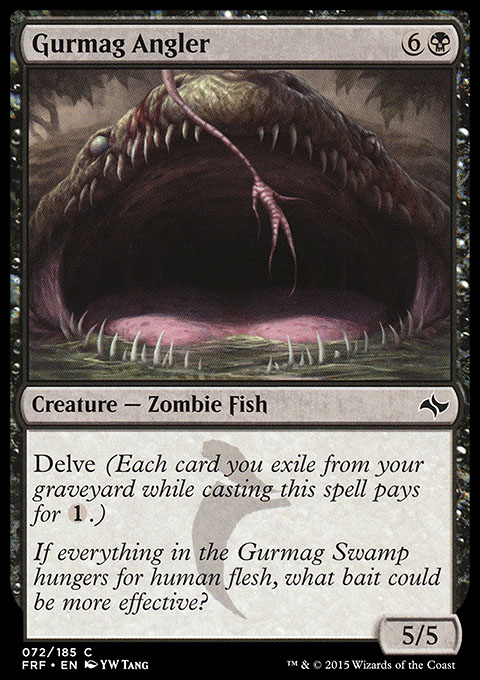 Gurmag Angler 6
Creature — Zombie Fish
Delve (Each card you exile from your
graveyard while casting this spell pays
for 1.)
If everything in the Gurmag Swamp
hungers for human flesh, what bait could
be more effective?
5/5
072/185 C
FRF • EN YW Tang
™ & © 2015 Wizards of the Coast